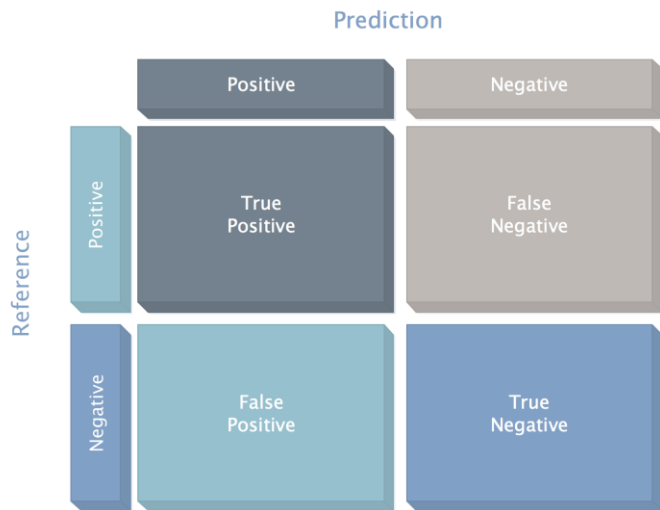 Prediction
Positive
Negative
Reference
Positive
True
Positive
False
Negative
Negative
False
Positive
True
Negative